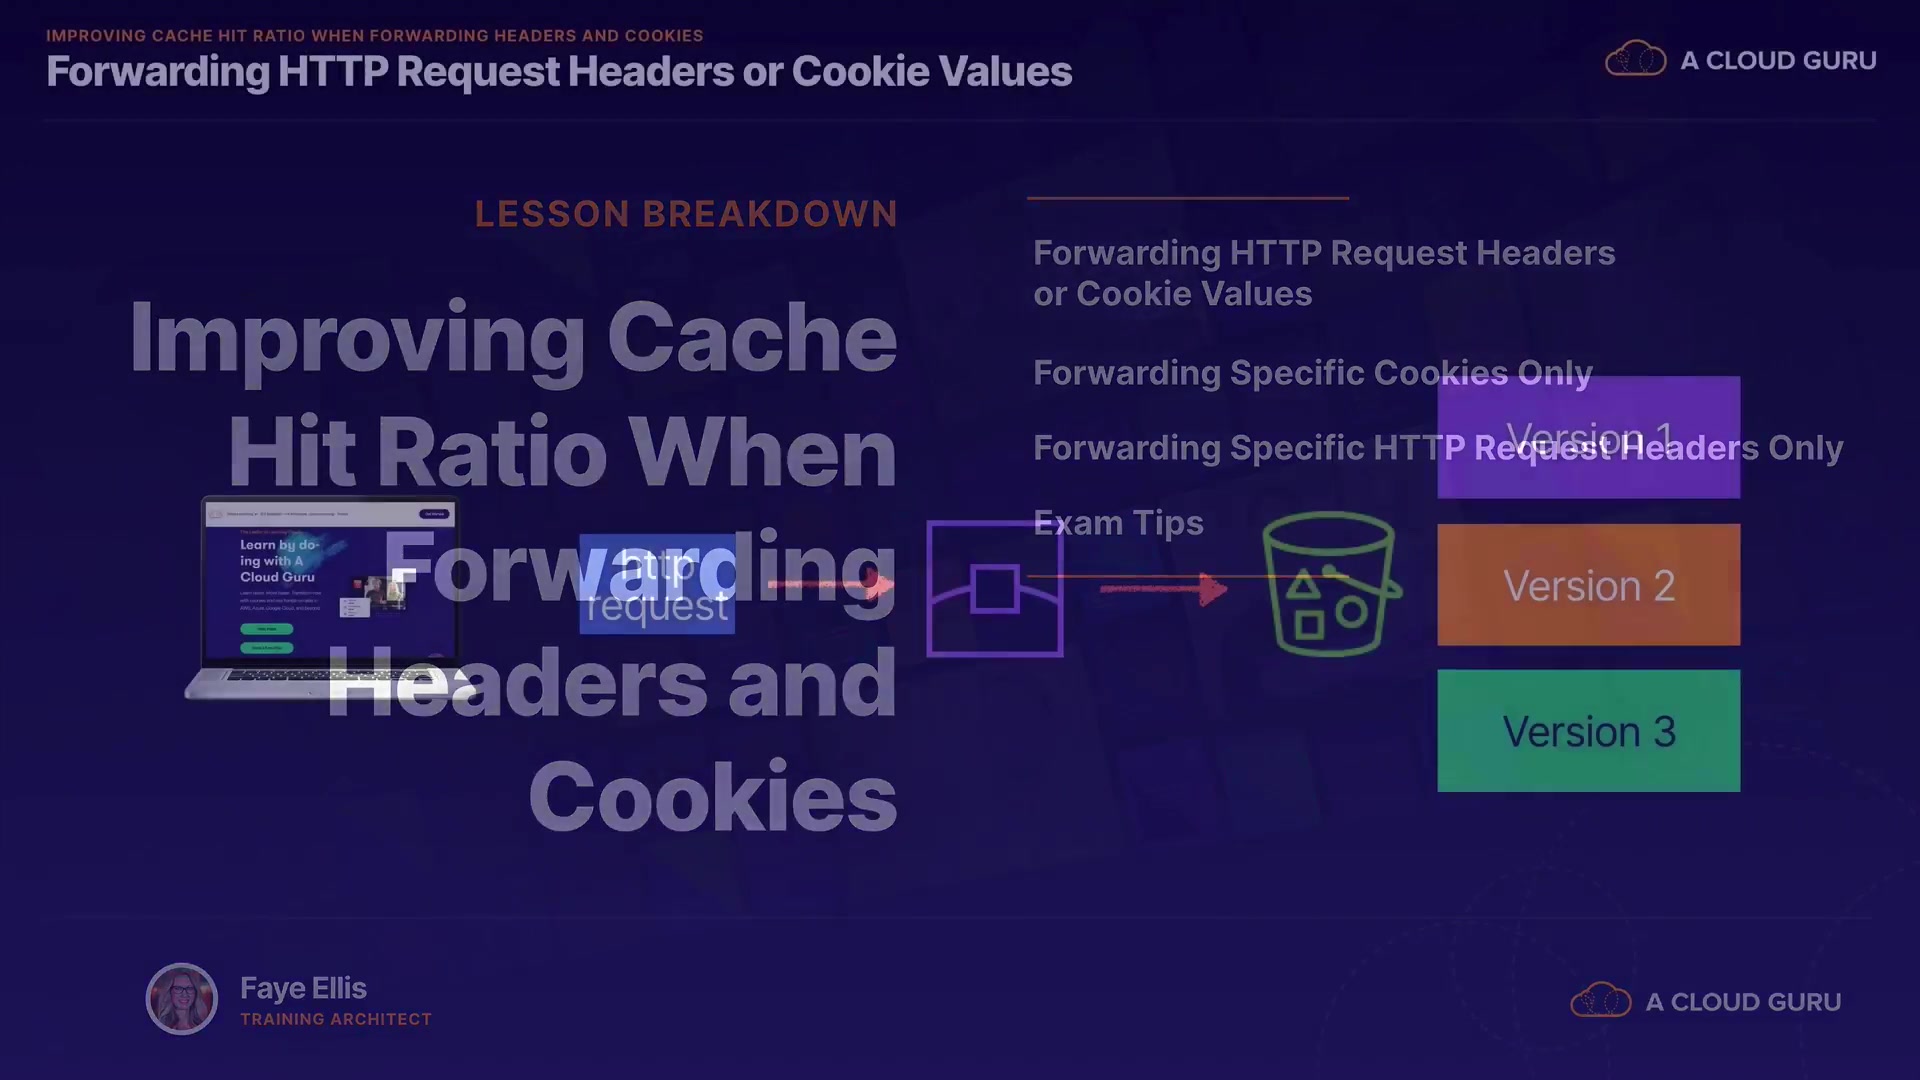 IMPROVING CACHE HIT RATIO WHEN FORWARDING HEADERS AND COOKIES
Forwarding HTTP Request Headers or Cookie Values
A CLOUD GURU
LESSON BREAKDOWN
Improving Cache
Hit Ratio When
Forwarding
Headers and
Cookies
Forwarding HTTP Request Headers
or Cookie Values
Forwarding Specific Cookies Only
Forwarding Specific HTTP Request Headers Only
Exam Tips
Learn by do-
ing with A
Cloud Guru
http
request
Version 1
Version 2
Version 3
Faye Ellis
TRAINING ARCHITECT
A CLOUD GURU